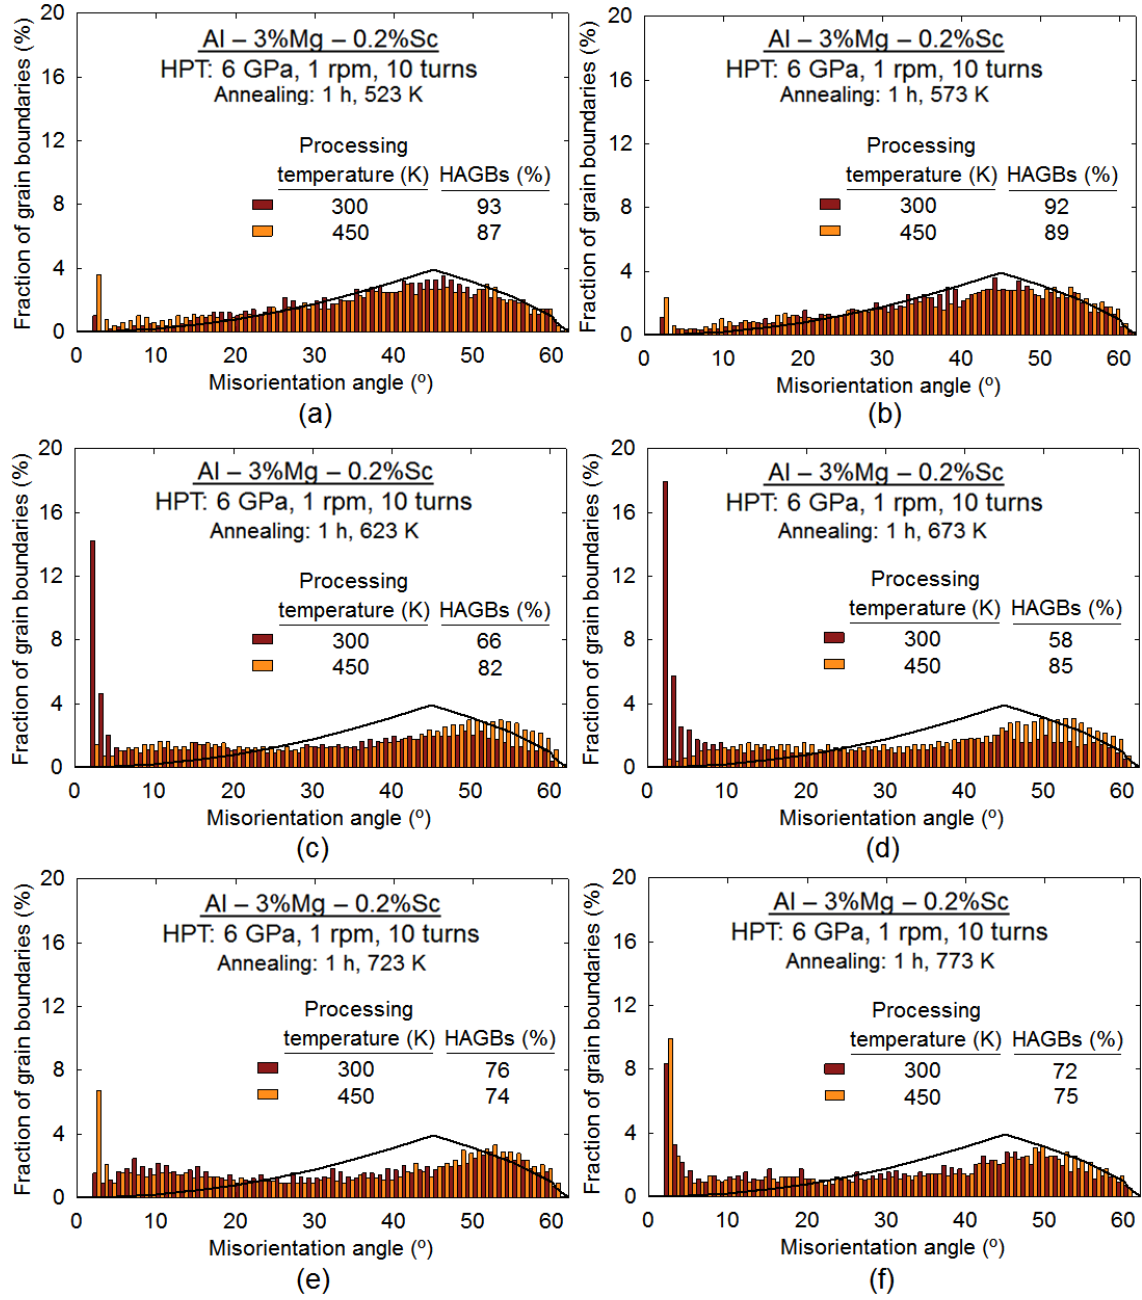 Fraction of grain boundaries (%)
20
16
12
8
4
0
Al – 3%Mg – 0.2%Sc
HPT: 6 GPa, 1 rpm, 10 turns
Annealing: 1 h, 523 K
Processing
temperature (K) HAGBs (%)
300 93
450 87
0 10 20 30 40 50 60
Misorientation angle (º)
(a)
Fraction of grain boundaries (%)
20
16
12
8
4
0
Al – 3%Mg – 0.2%Sc
HPT: 6 GPa, 1 rpm, 10 turns
Annealing: 1 h, 573 K
Processing
temperature (K) HAGBs (%)
300 92
450 89
0 10 20 30 40 50 60
Misorientation angle (º)
(b)
Fraction of grain boundaries (%)
20
16
12
8
4
0
Al – 3%Mg – 0.2%Sc
HPT: 6 GPa, 1 rpm, 10 turns
Annealing: 1 h, 623 K
Processing
temperature (K) HAGBs (%)
300 66
450 82
0 10 20 30 40 50 60
Misorientation angle (º)
(c)
Fraction of grain boundaries (%)
20
16
12
8
4
0
Al – 3%Mg – 0.2%Sc
HPT: 6 GPa, 1 rpm, 10 turns
Annealing: 1 h, 673 K
Processing
temperature (K) HAGBs (%)
300 58
450 85
0 10 20 30 40 50 60
Misorientation angle (º)
(d)
Fraction of grain boundaries (%)
20
16
12
8
4
0
Al – 3%Mg – 0.2%Sc
HPT: 6 GPa, 1 rpm, 10 turns
Annealing: 1 h, 723 K
Processing
temperature (K) HAGBs (%)
300 76
450 74
0 10 20 30 40 50 60
Misorientation angle (º)
(e)
Fraction of grain boundaries (%)
20
16
12
8
4
0
Al – 3%Mg – 0.2%Sc
HPT: 6 GPa, 1 rpm, 10 turns
Annealing: 1 h, 773 K
Processing
temperature (K) HAGBs (%)
300 72
450 75
0 10 20 30 40 50 60
Misorientation angle (º)
(f)